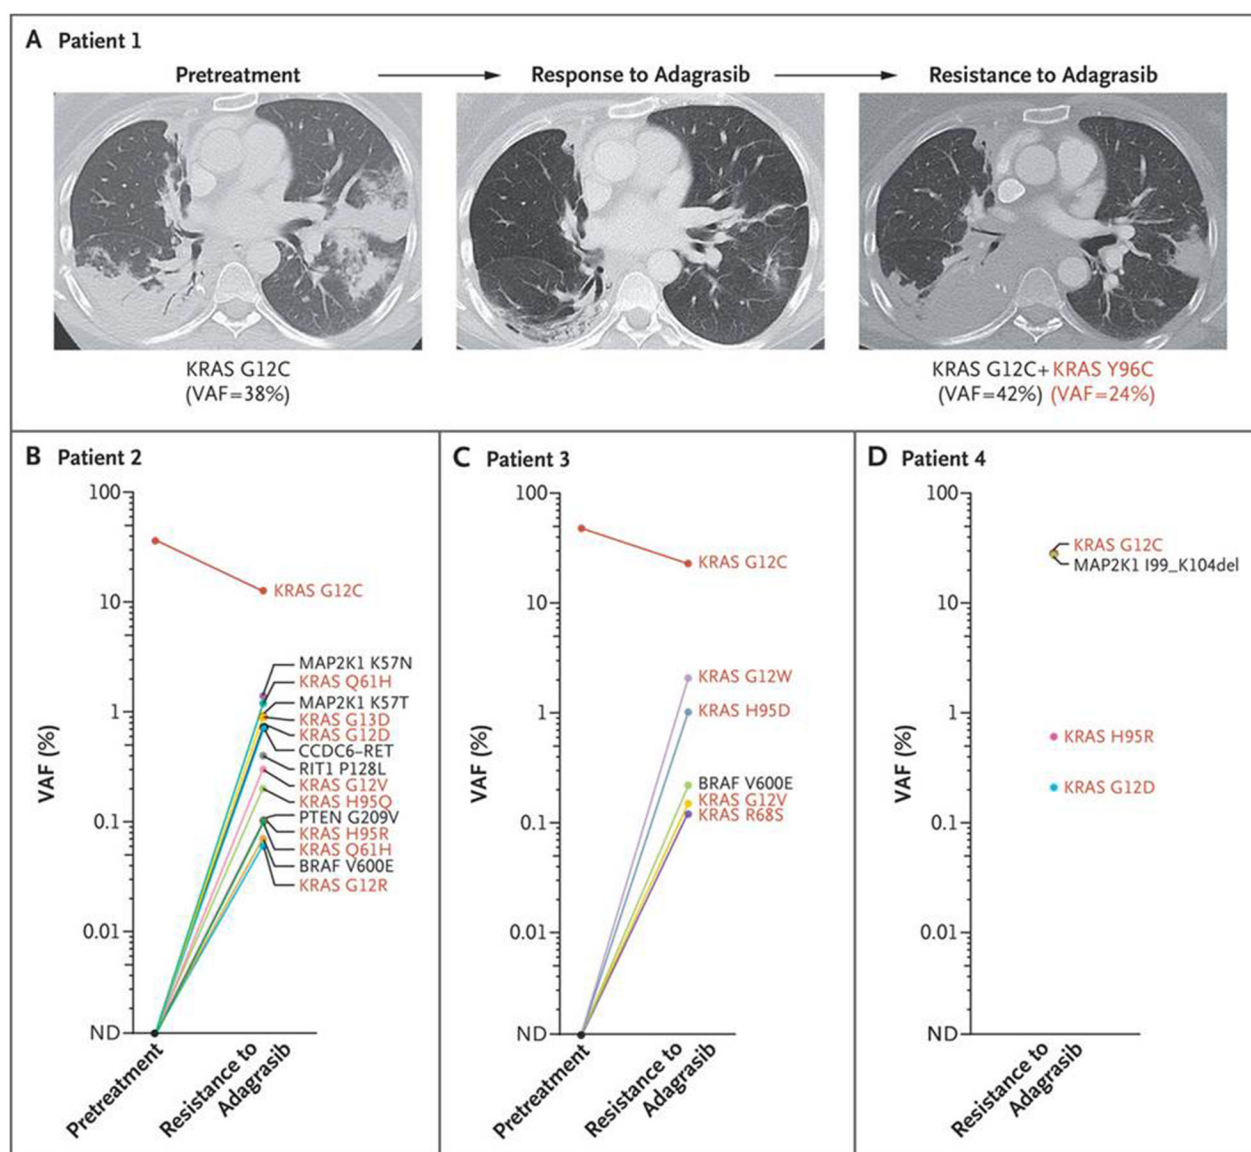 A Patient 1
Pretreatment
Response to Adagrasib
Resistance to Adagrasib
KRAS G12C
(VAF=38%)
KRAS G12C+ KRAS Y96C
(VAF=42%) (VAF=24%)
B Patient 2
100
10
1
0.1
0.01
ND
VAF (%)
KRAS G12C
MAP2K1 K57N
KRAS Q61H
MAP2K1 K57T
KRAS G13D
KRAS G12D
CCDC6–RET
RIT1 P128L
KRAS G12V
KRAS H95Q
PTEN G209V
KRAS H95R
KRAS Q61H
BRAF V600E
KRAS G12R
Pretreatment
Resistance to
Adagrasib
C Patient 3
100
10
1
0.1
0.01
ND
VAF (%)
KRAS G12C
KRAS G12W
KRAS H95D
BRAF V600E
KRAS G12V
KRAS R68S
Pretreatment
Resistance to
Adagrasib
D Patient 4
100
10
1
0.1
0.01
ND
VAF (%)
KRAS G12C
MAP2K1 I99_K104del
KRAS H95R
KRAS G12D
Resistance to
Adagrasib